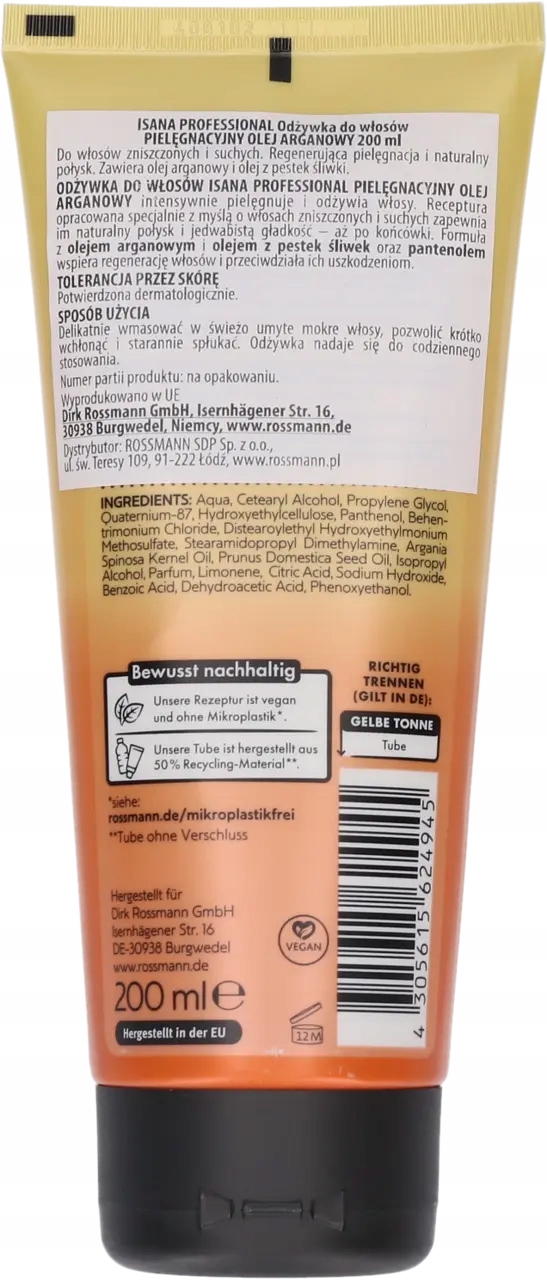 ISANA PROFESSIONAL Odżywka do włosów
PIELĘGNACYJNY OLEJ ARGANOWY 200 ml
Do włosów zniszczonych i suchych. Regenerująca pielęgnacja i naturalny
połysk. Zawiera olej arganowy i olej z pestek śliwki.
ODŻYWKA DO WŁOSÓW ISANA PROFESSIONAL PIELĘGNACYJNY OLEJ
ARGANOWY intensywnie pielęgnuje i odżywia włosy. Receptura
opracowana specjalnie z myślą o włosach zniszczonych i suchych zapewnia
im naturalny połysk i jedwabistą gładkość – aż po końcówki. Formuła
z olejem arganowym i olejem z pestek śliwek oraz pantenolem
wspiera regenerację włosów i przeciwdziała ich uszkodzeniom.
TOLERANCJA PRZEZ SKÓRĘ
Potwierdzona dermatologicznie.
SPOSÓB UŻYCIA
Delikatnie wmasować w świeżo umyte mokre włosy, pozwolić krótko
wchłonąć i starannie spłukać. Odżywka nadaje się do codziennego
stosowania.
Numer partii produktu: na opakowaniu.
Wyprodukowano w UE
Dirk Rossmann GmbH, Isernhägener Str. 16,
30938 Burgwedel, Niemcy, www.rossmann.de
Dystrybutor: ROSSMANN SDP Sp. z o.o.,
ul. św. Teresy 109, 91-222 Łódź, www.rossmann.pl
INGREDIENTS: Aqua, Cetearyl Alcohol, Propylene Glycol,
Quaternium-87, Hydroxyethylcellulose, Panthenol, Behen-
trimonium Chloride, Distearoylethyl Hydroxyethylmonium
Methosulfate, Stearamidopropyl Dimethylamine, Argania
Spinosa Kernel Oil, Prunus Domestica Seed Oil, Isopropyl
Alcohol, Parfum, Limonene, Citric Acid, Sodium Hydroxide,
Benzoic Acid, Dehydroacetic Acid, Phenoxyethanol.
Bewusst nachhaltig
Unsere Rezeptur ist vegan
und ohne Mikroplastik*.
Unsere Tube ist hergestellt aus
50% Recycling-Material**.
*siehe:
rossmann.de/mikroplastikfrei
**Tube ohne Verschluss
RICHTIG
TRENNEN
(GILT IN DE):
GELBE TONNE
Tube
Hergestellt für
Dirk Rossmann GmbH
Isernhägener Str. 16
DE-30938 Burgwedel
www.rossmann.de
200 ml e
Hergestellt in der EU
VEGAN
12M
4 305615 624945